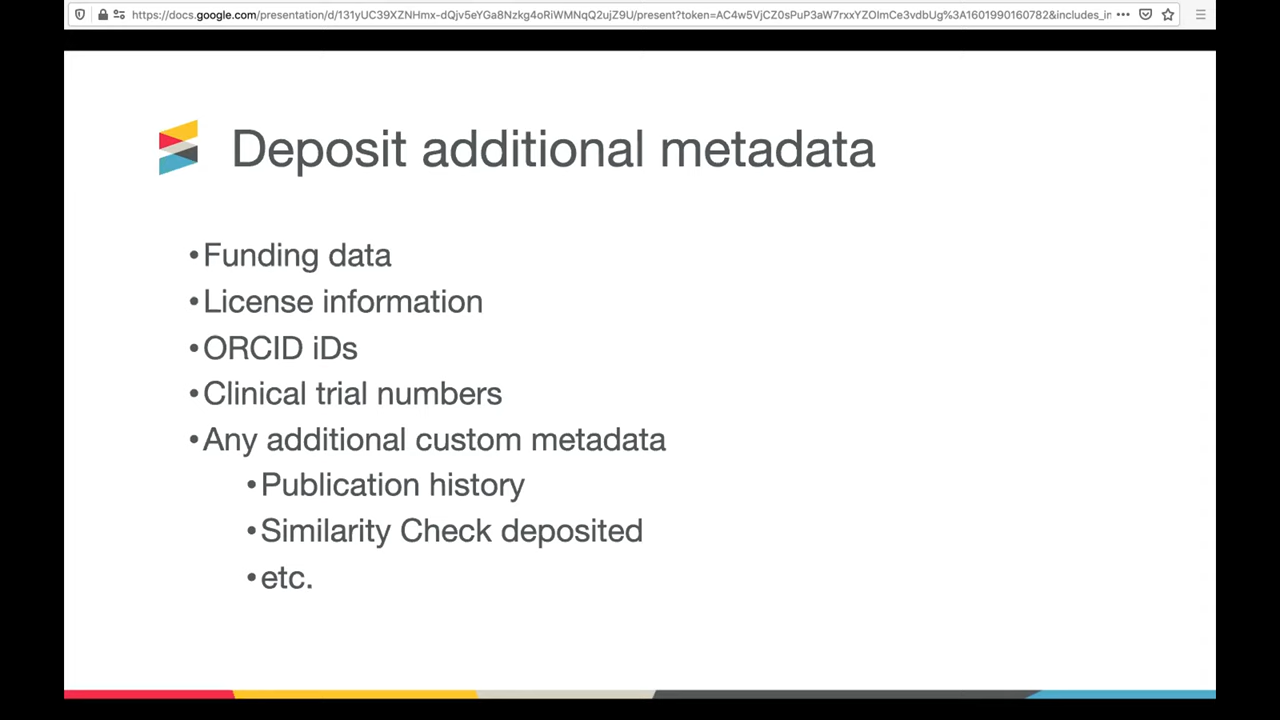 https://docs.google.com/presentation/d/131yUC39XZNHmx-dQjv5eYGa8Nzkg4oRiWMNqQ2ujZ9U/present?token=AC4w5VjCZ0sPuP3aW7rxxYZOlmCe3vdbUg%3A1601990160782&includes_in
Deposit additional metadata
•Funding data
•License information
•ORCID iDs
•Clinical trial numbers
•Any additional custom metadata
•Publication history
•Similarity Check deposited
•etc.